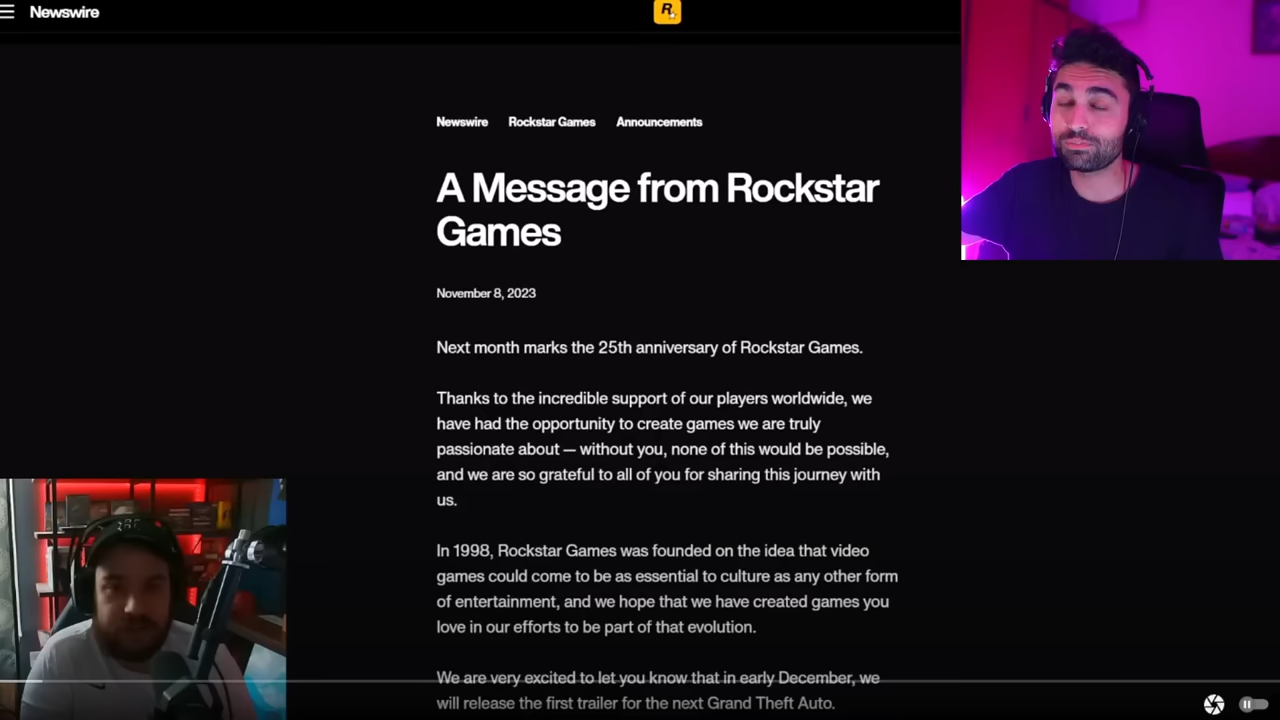 Newswire
R
Newswire Rockstar Games Announcements
A Message from Rockstar
Games
November 8, 2023
Next month marks the 25th anniversary of Rockstar Games.
Thanks to the incredible support of our players worldwide, we
have had the opportunity to create games we are truly
passionate about — without you, none of this would be possible,
and we are so grateful to all of you for sharing this journey with
us.
In 1998, Rockstar Games was founded on the idea that video
games could come to be as essential to culture as any other form
of entertainment, and we hope that we have created games you
love in our efforts to be part of that evolution.
We are very excited to let you know that in early December, we
will release the first trailer for the next Grand Theft Auto.